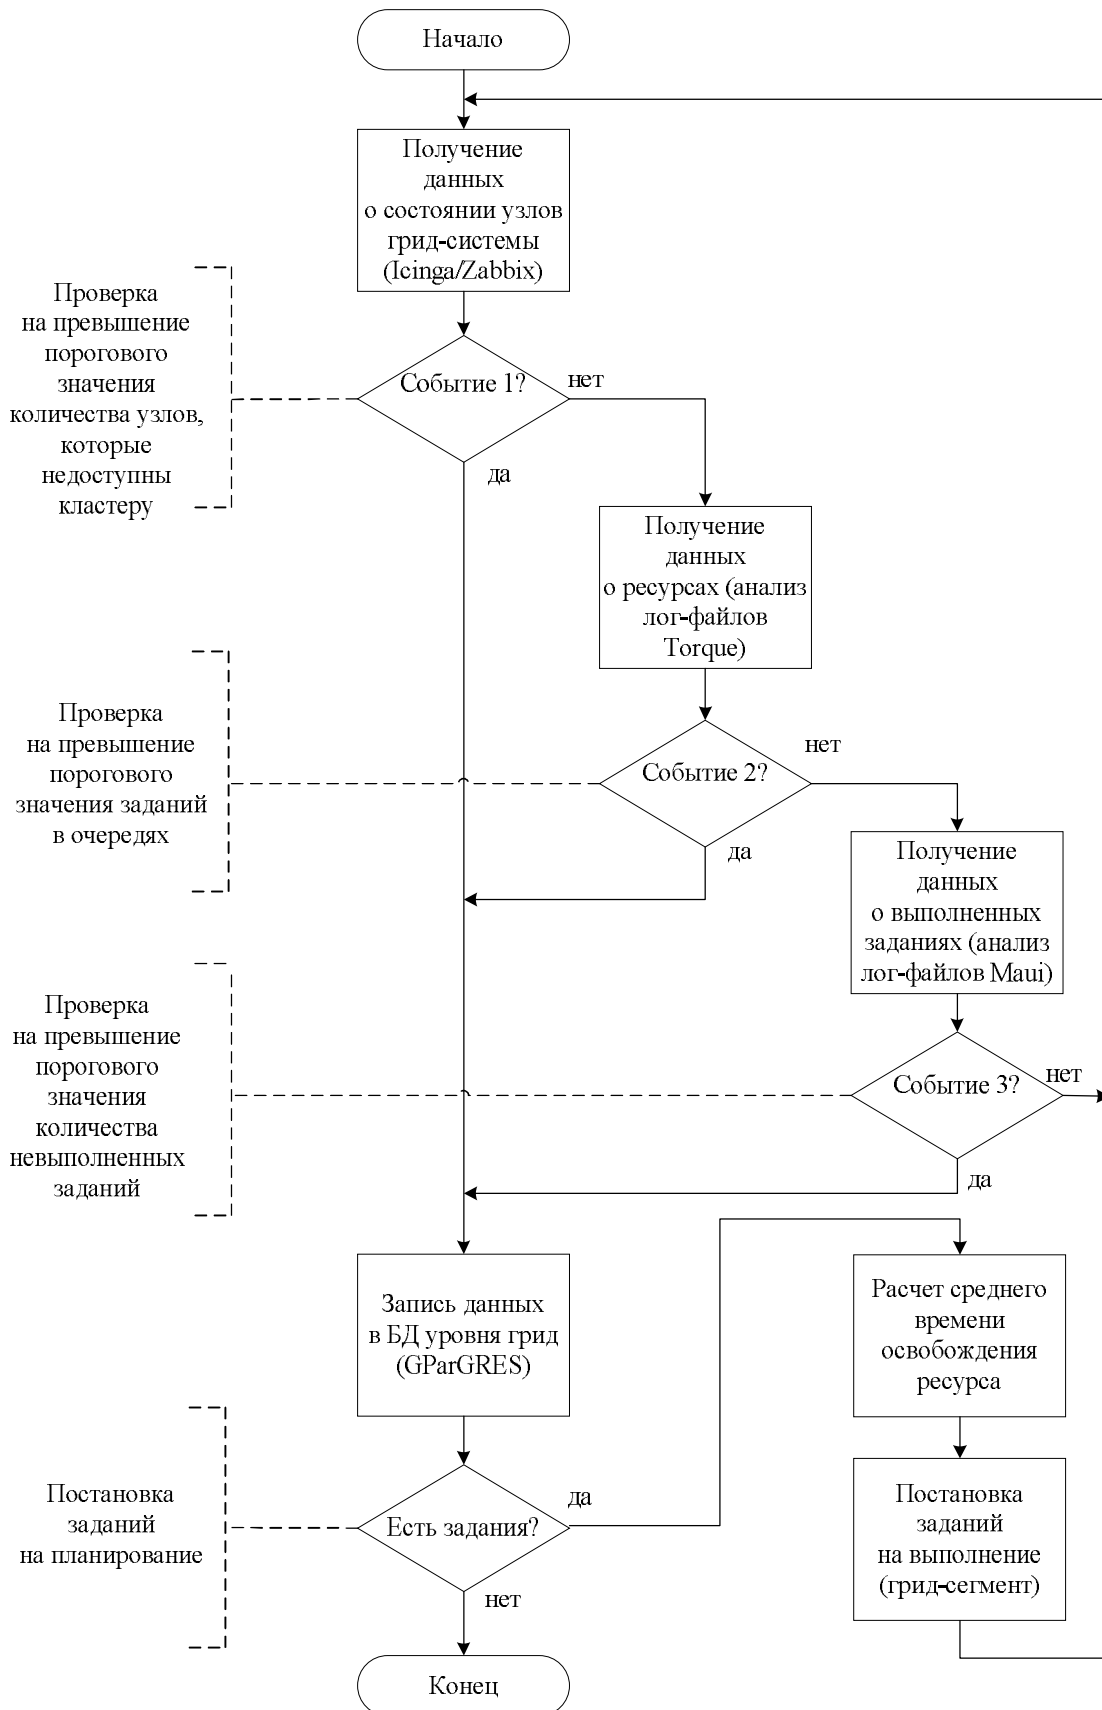 Начало
Получение
данных
о состоянии узлов
грид-системы
(Icinga/Zabbix)
Проверка
на превышение
порогового
значения
количества узлов,
которые
недоступны
кластеру
Событие 1?
нет
да
Получение
данных
о ресурсах (анализ
лог-файлов
Torque)
Проверка
на превышение
порогового
значения заданий
в очередях
Событие 2?
нет
да
Получение
данных
о выполненных
заданиях (анализ
лог-файлов Maui)
Проверка
на превышение
порогового
значения
количества
невыполненных
заданий
Событие 3?
нет
да
Запись данных
в БД уровня грид
(GParGRES)
Расчет среднего
времени
освобождения
ресурса
Постановка
заданий
на планирование
Есть задания?
да
нет
Постановка
заданий
на выполнение
(грид-сегмент)
Конец